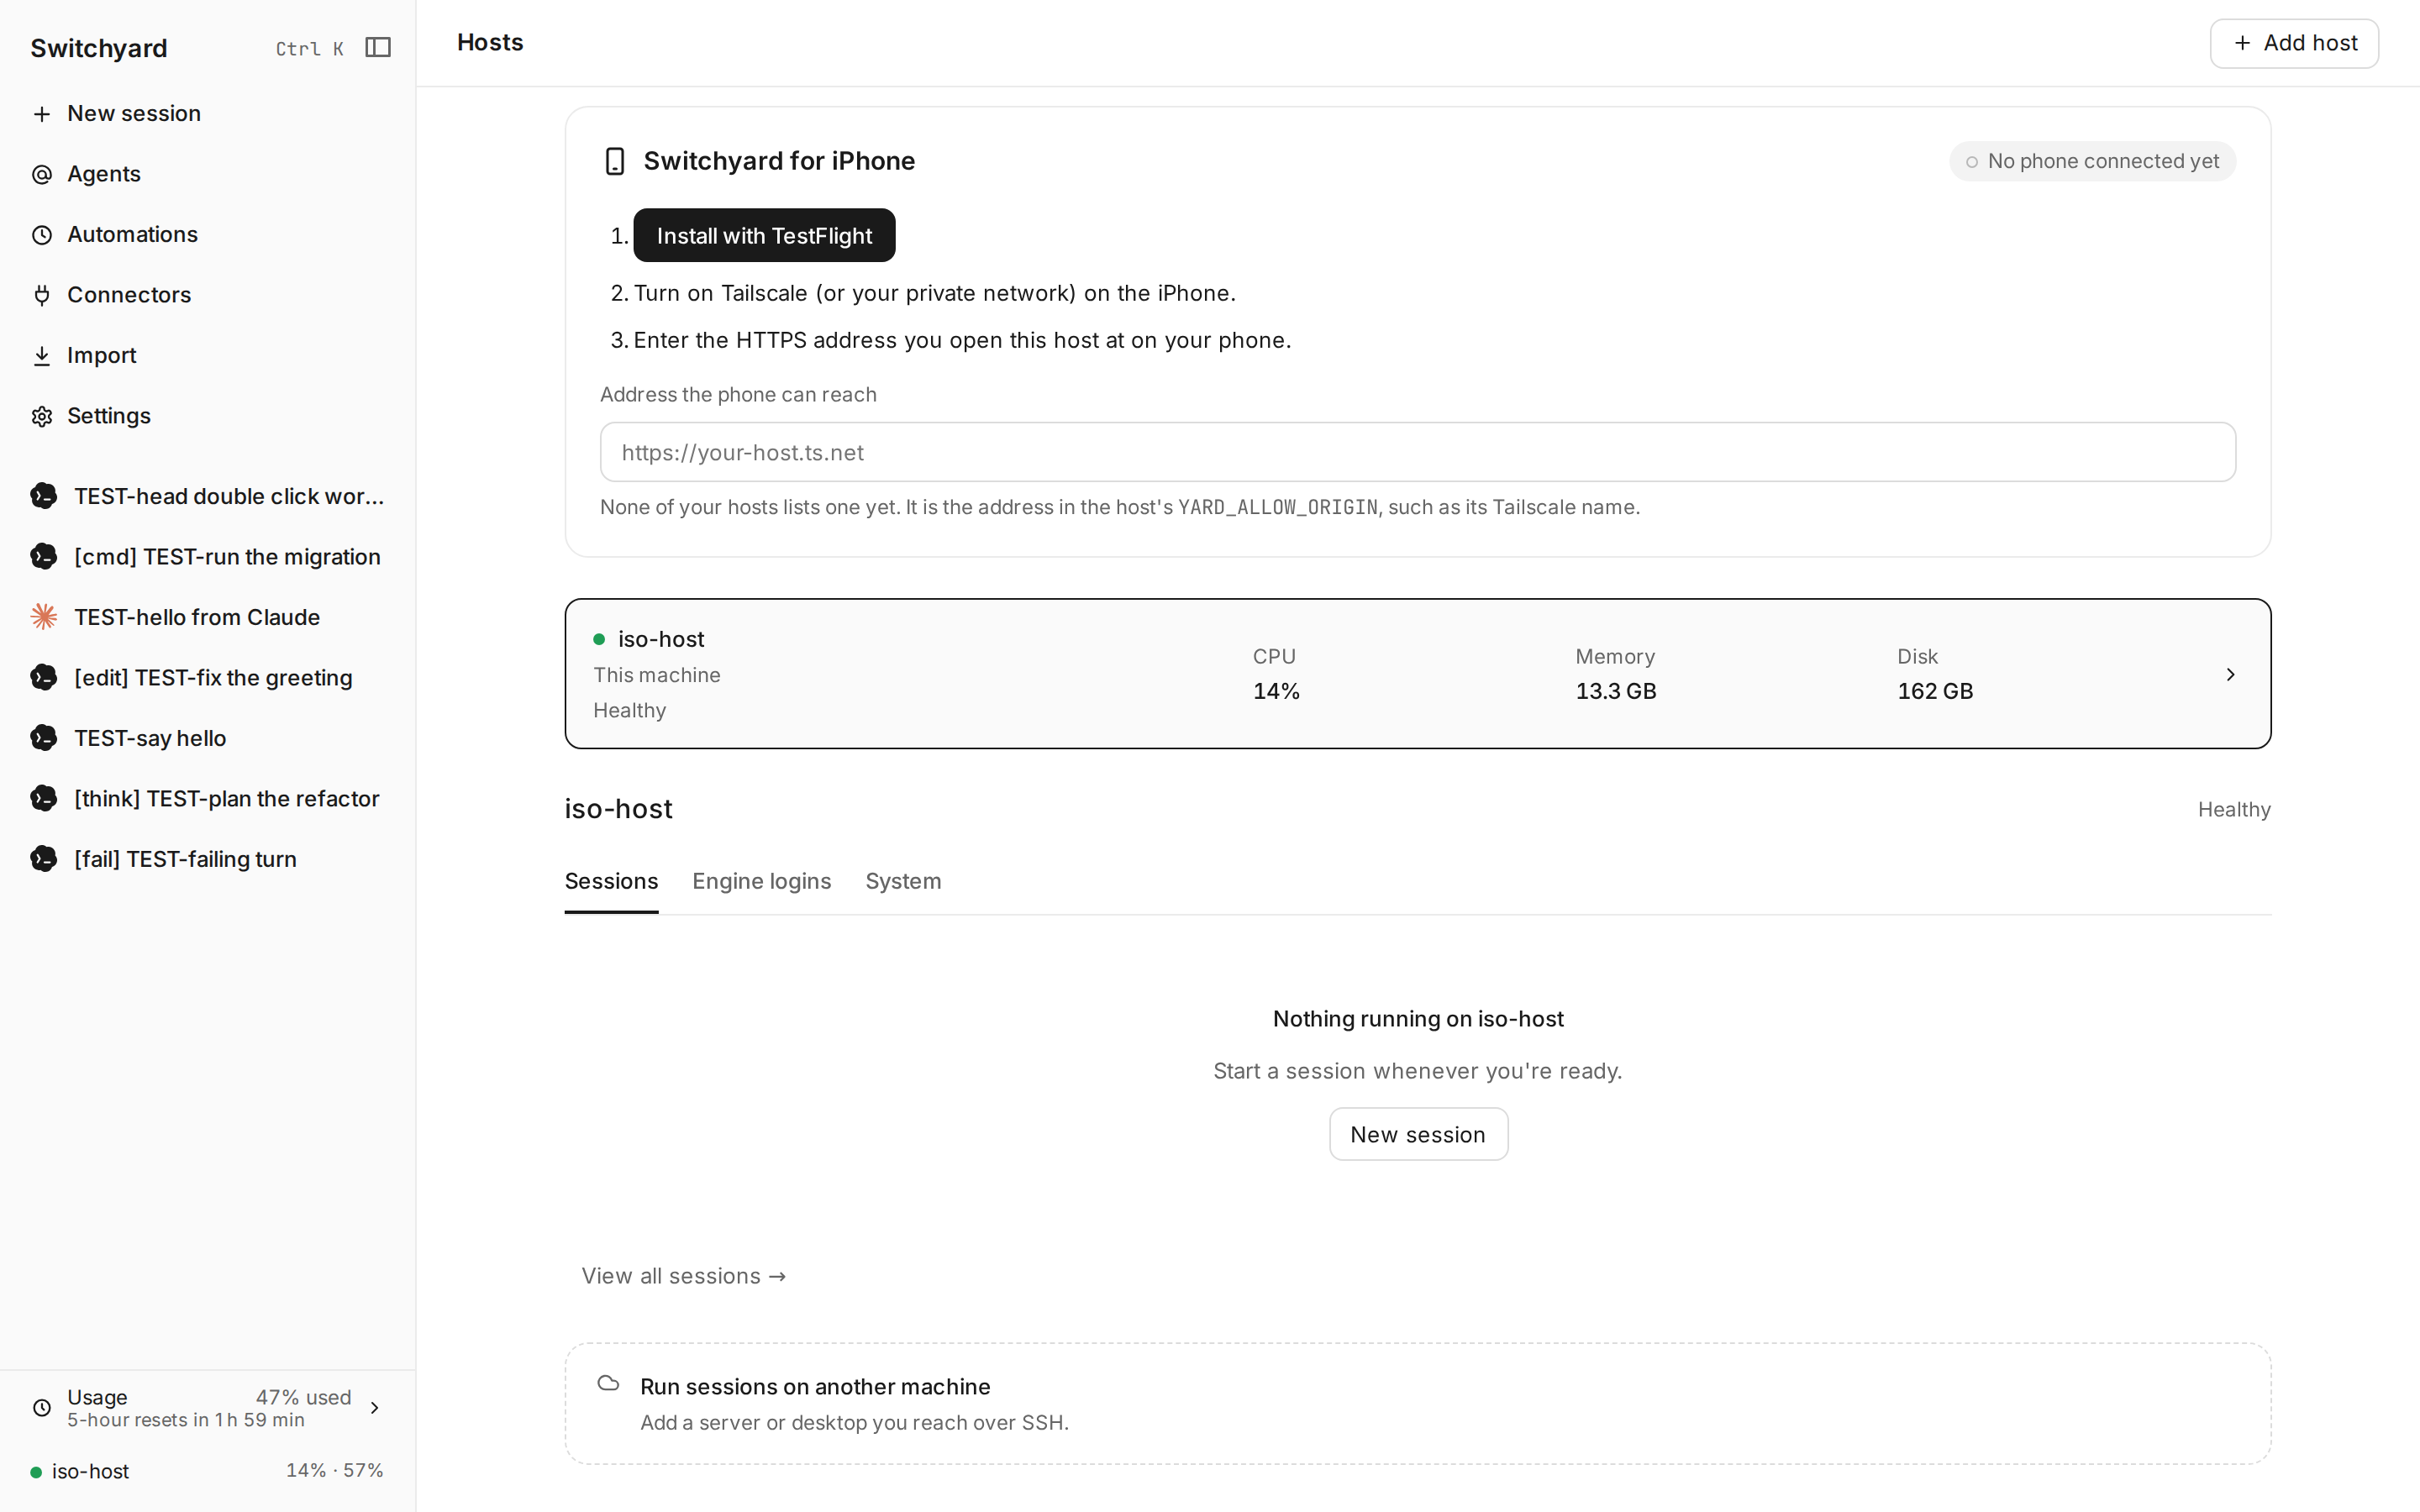 Switchyard
Ctrl K
New session
Agents
Automations
Connectors
Import
Settings
TEST-head double click wor...
[cmd] TEST-run the migration
TEST-hello from Claude
[edit] TEST-fix the greeting
TEST-say hello
[think] TEST-plan the refactor
[fail] TEST-failing turn
Usage
47% used
5-hour resets in 1 h 59 min
iso-host
14% · 57%
Hosts
Add host
Switchyard for iPhone
No phone connected yet
1. Install with TestFlight
2. Turn on Tailscale (or your private network) on the iPhone.
3. Enter the HTTPS address you open this host at on your phone.
Address the phone can reach
https://your-host.ts.net
None of your hosts lists one yet. It is the address in the host's YARD_ALLOW_ORIGIN, such as its Tailscale name.
iso-host
This machine
Healthy
CPU
14%
Memory
13.3 GB
Disk
162 GB
iso-host
Healthy
Sessions
Engine logins
System
Nothing running on iso-host
Start a session whenever you're ready.
New session
View all sessions →
Run sessions on another machine
Add a server or desktop you reach over SSH.